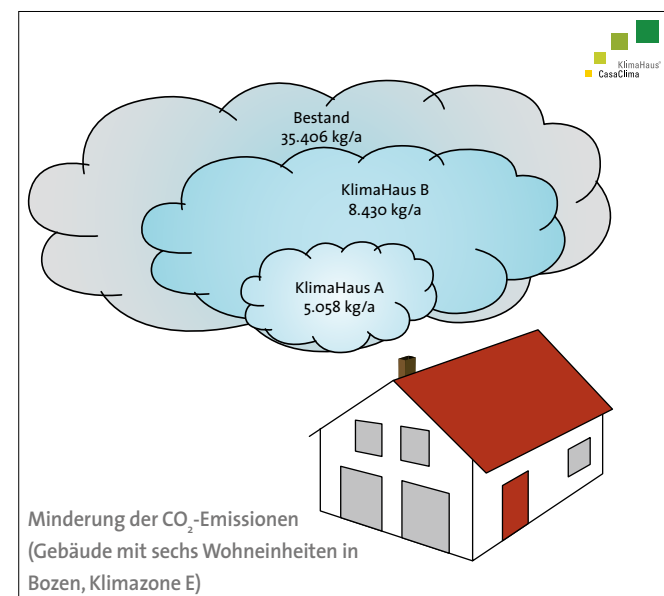 KlimaHaus®
CasaClima
Bestand
35.406 kg/a
KlimaHaus B
8.430 kg/a
KlimaHaus A
5.058 kg/a
Minderung der CO₂-Emissionen
(Gebäude mit sechs Wohneinheiten in
Bozen, Klimazone E)